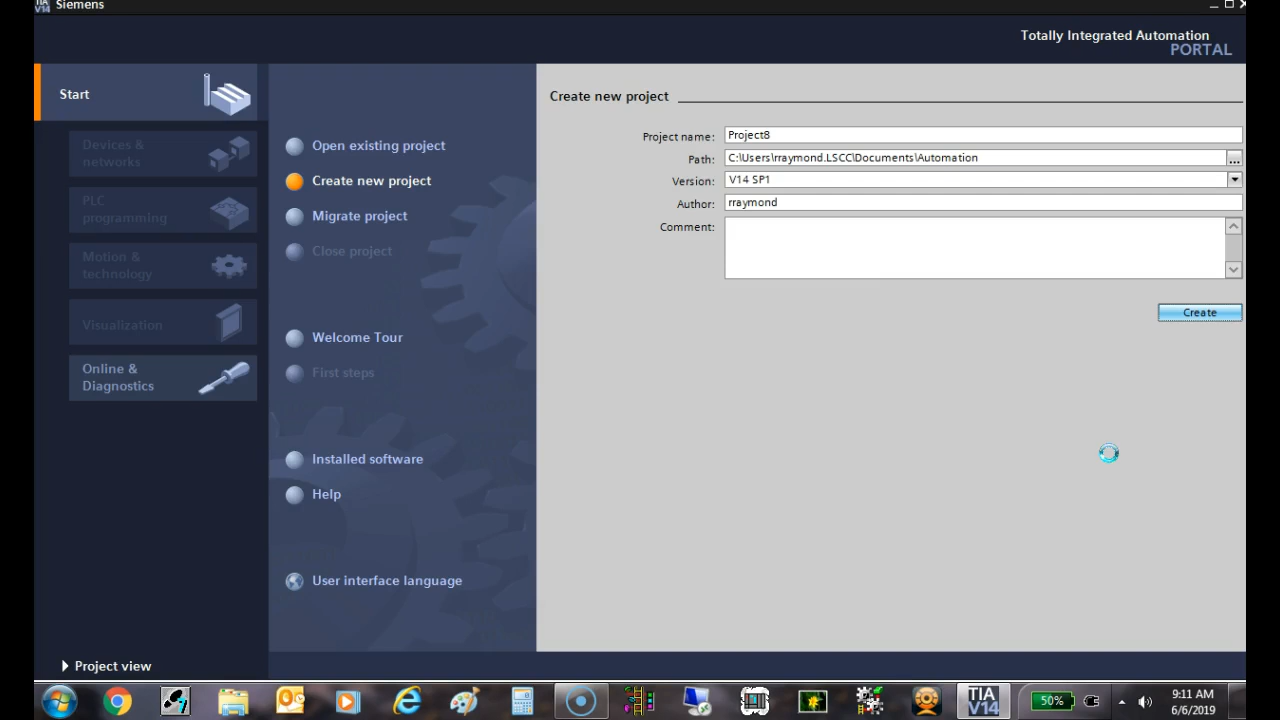 TIA
V14
Siemens
Totally Integrated Automation
PORTAL
Start
Devices &
networks
PLC
programming
Motion &
technology
Visualization
Online &
Diagnostics
Project view
Open existing project
Create new project
Migrate project
Close project
Welcome Tour
First steps
Installed software
Help
User interface language
Create new project
Project name: Project8
Path: C:\Users\rraymond.LSCC\Documents\Automation ...
Version: V14 SP1
Author: rraymond
Comment:
Create
TIA
V14
50%
9:11 AM
6/6/2019